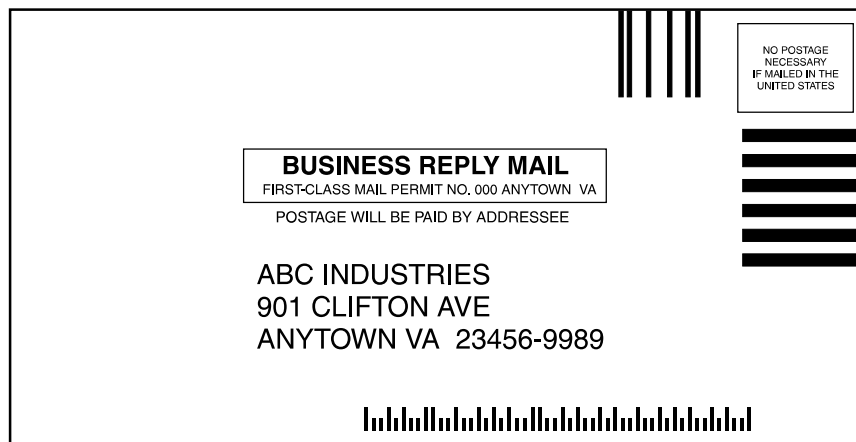 NO POSTAGE
NECESSARY
IF MAILED IN THE
UNITED STATES
BUSINESS REPLY MAIL
FIRST-CLASS MAIL PERMIT NO. 000 ANYTOWN  VA
POSTAGE WILL BE PAID BY ADDRESSEE
ABC INDUSTRIES
901 CLIFTON AVE
ANYTOWN VA  23456-9989